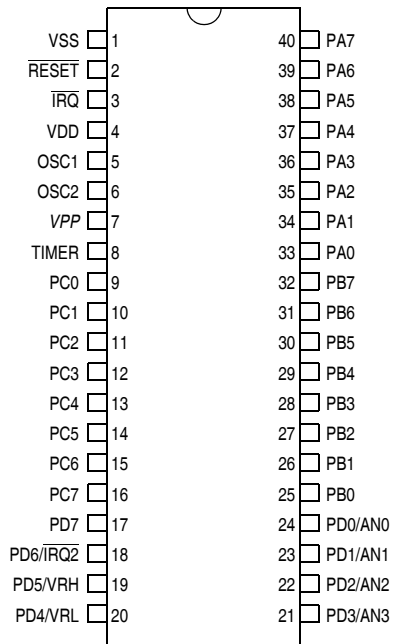 VSS 1 40 PA7
RESET 2 39 PA6
IRQ 3 38 PA5
VDD 4 37 PA4
OSC1 5 36 PA3
OSC2 6 35 PA2
VPP 7 34 PA1
TIMER 8 33 PA0
PC0 9 32 PB7
PC1 10 31 PB6
PC2 11 30 PB5
PC3 12 29 PB4
PC4 13 28 PB3
PC5 14 27 PB2
PC6 15 26 PB1
PC7 16 25 PB0
PD7 17 24 PD0/AN0
PD6/IRQ2 18 23 PD1/AN1
PD5/VRH 19 22 PD2/AN2
PD4/VRL 20 21 PD3/AN3